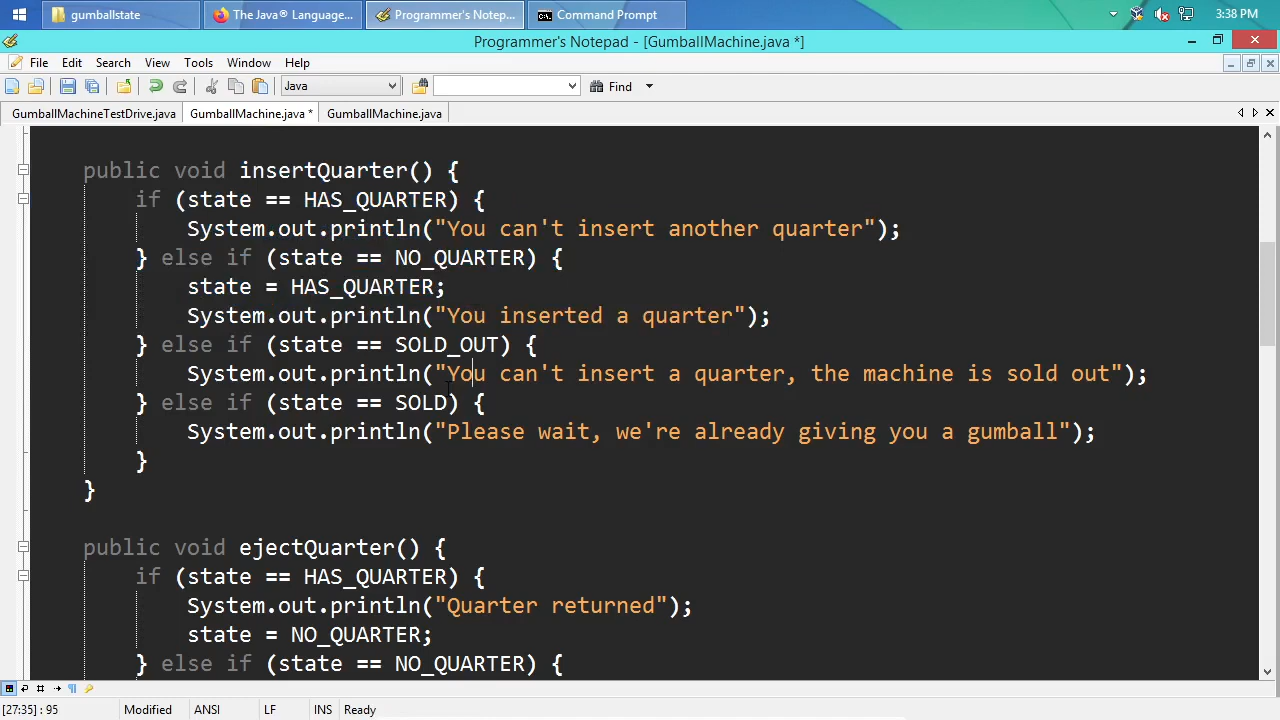 gumballstate
The Java® Language...
Programmer's Notep...
Command Prompt
3:38 PM
Programmer's Notepad - [GumballMachine.java *]
File Edit Search View Tools Window Help
Java
Find
GumballMachineTestDrive.java
GumballMachine.java *
GumballMachine.java
public void insertQuarter() {
if (state == HAS_QUARTER) {
System.out.println("You can't insert another quarter");
} else if (state == NO_QUARTER) {
state = HAS_QUARTER;
System.out.println("You inserted a quarter");
} else if (state == SOLD_OUT) {
System.out.println("You can't insert a quarter, the machine is sold out");
} else if (state == SOLD) {
System.out.println("Please wait, we're already giving you a gumball");
}
}
public void ejectQuarter() {
if (state == HAS_QUARTER) {
System.out.println("Quarter returned");
state = NO_QUARTER;
} else if (state == NO_QUARTER) {
[27:35] : 95 Modified ANSI LF INS Ready